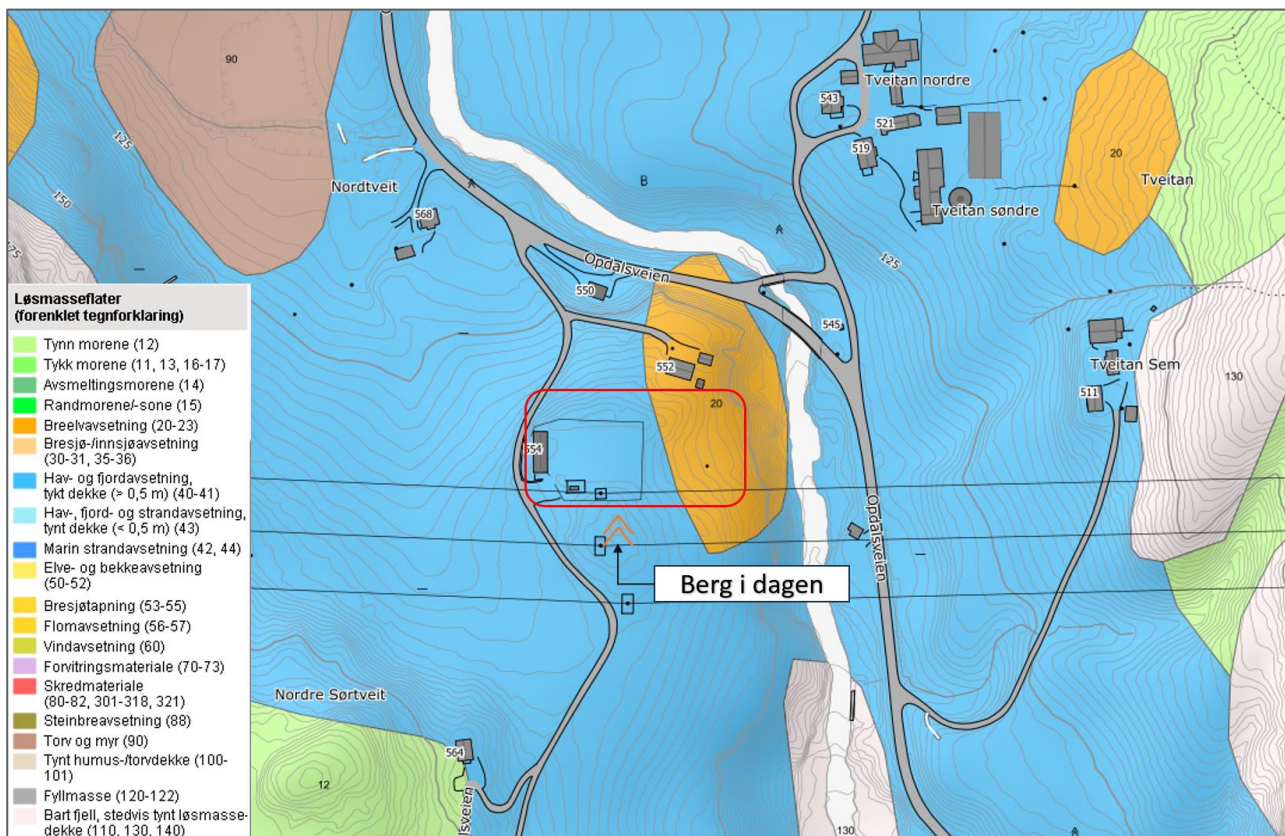 90
Tveitan nordre
543
521
519
125
20
Tveitan
B
Nordtveit
Tveitan søndre
150
568
175
125
Opdalsveien
550
545
Tveitan Sem
552
130
511
20
554
Opdalsveien
Berg i dagen
Nordre Sørtveit
564
12
Opdalsveien
130
Løsmasseflater
(forenklet tegnforklaring)
Tynn morene (12)
Tykk morene (11, 13, 16-17)
Avsmeltingsmorene (14)
Randmorene/-sone (15)
Breelvavsetning (20-23)
Bresjø-/innsjøavsetning
(30-31, 35-36)
Hav- og fjordavsetning,
tykt dekke (> 0,5 m) (40-41)
Hav-, fjord- og strandavsetning,
tynt dekke (< 0,5 m) (43)
Marin strandavsetning (42, 44)
Elve- og bekkeavsetning
(50-52)
Bresjøtapning (53-55)
Flomavsetning (56-57)
Vindavsetning (60)
Forvitringsmateriale (70-73)
Skredmateriale
(80-82, 301-318, 321)
Steinbreavsetning (88)
Torv og myr (90)
Tynt humus-/torvdekke (100-
101)
Fyllmasse (120-122)
Bart fjell, stedvis tynt løsmasse-
dekke (110, 130, 140)